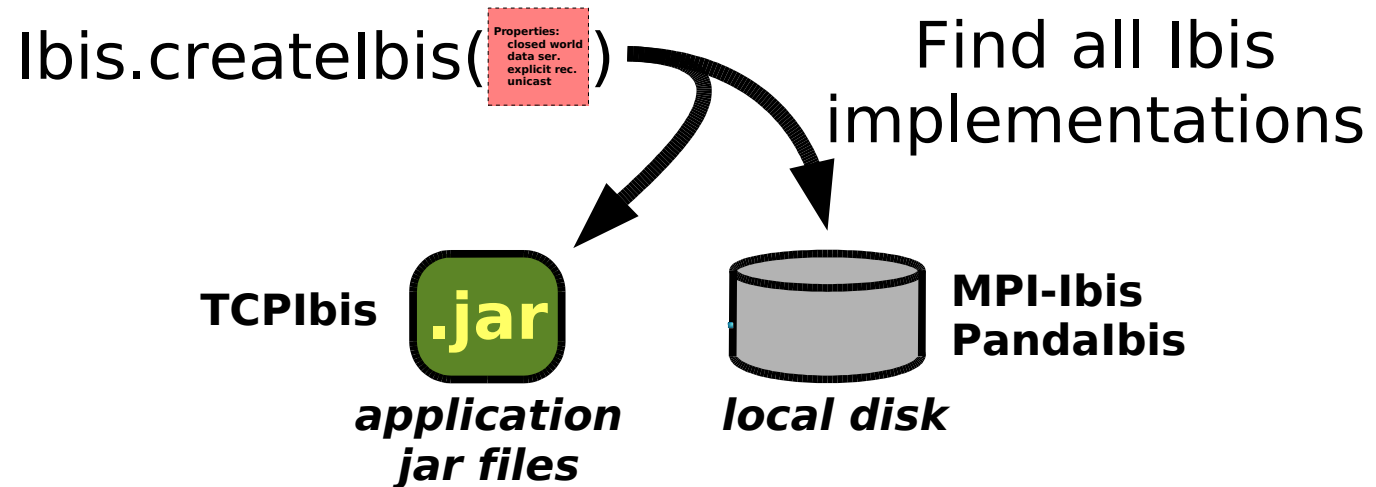 Ibis.createIbis( )
Properties:
closed world
data ser.
explicit rec.
unicast
Find all Ibis
implementations
TCPIbis
.jar
application
jar files
MPI-Ibis
PandaIbis
local disk